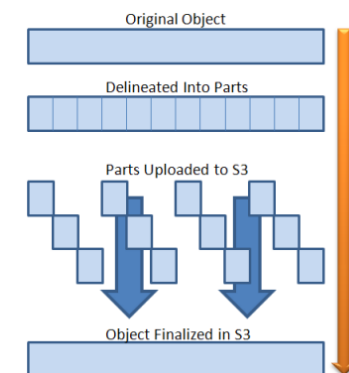 Original Object
Delineated Into Parts
Parts Uploaded to S3
Object Finalized in S3